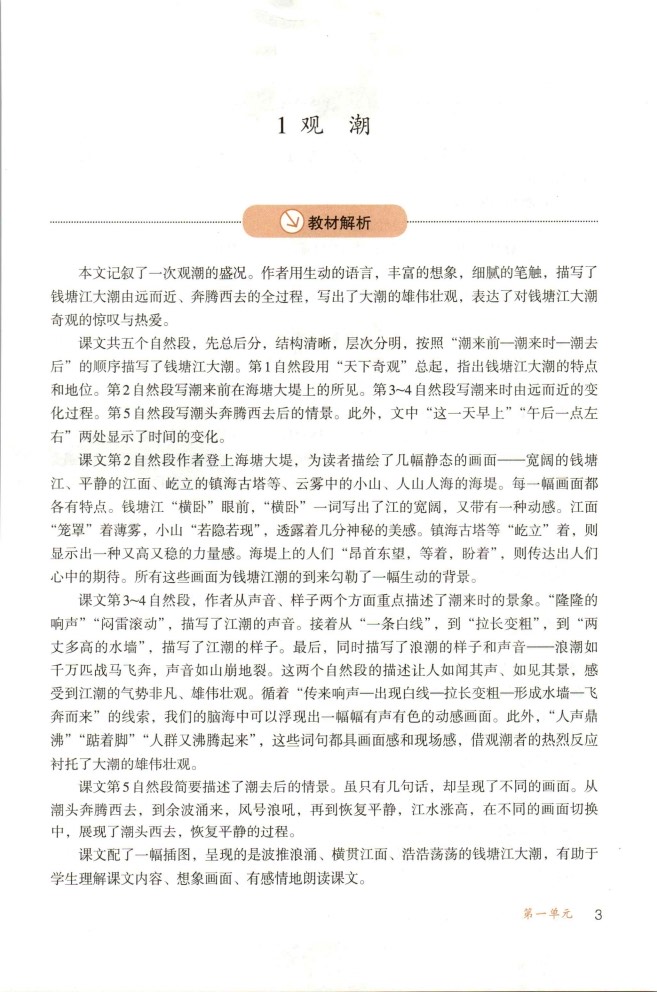 1 观 潮
教材解析
本文记叙了一次观潮的盛况。作者用生动的语言，丰富的想象，细腻的笔触，描写了
钱塘江大潮由远而近、奔腾西去的全过程，写出了大潮的雄伟壮观，表达了对钱塘江大潮
奇观的惊叹与热爱。
课文共五个自然段，先总后分，结构清晰，层次分明，按照“潮来前—潮来时—潮去
后”的顺序描写了钱塘江大潮。第1自然段用“天下奇观”总起，指出钱塘江大潮的特点
和地位。第2自然段写潮来前在海塘大堤上的所见。第3~4自然段写潮来时由远而近的变
化过程。第5自然段写潮头奔腾西去后的情景。此外，文中“这一天早上”“午后一点左
右”两处显示了时间的变化。
课文第2自然段作者登上海塘大堤，为读者描绘了几幅静态的画面——宽阔的钱塘
江、平静的江面、屹立的镇海古塔等、云雾中的小山、人山人海的海堤。每一幅画面都
各有特点。钱塘江“横卧”眼前，“横卧”一词写出了江的宽阔，又带有一种动感。江面
“笼罩”着薄雾，小山“若隐若现”，透露着几分神秘的美感。镇海古塔等“屹立”着，则
显示出一种又高又稳的力量感。海堤上的人们“昂首东望，等着，盼着”，则传达出人们
心中的期待。所有这些画面为钱塘江潮的到来勾勒了一幅生动的背景。
课文第3~4自然段，作者从声音、样子两个方面重点描述了潮来时的景象。“隆隆的
响声”“闷雷滚动”，描写了江潮的声音。接着从“一条白线”，到“拉长变粗”，到“两
丈多高的水墙”，描写了江潮的样子。最后，同时描写了浪潮的样子和声音——浪潮如
千万匹战马飞奔，声音如山崩地裂。这两个自然段的描述让人如闻其声、如见其景，感
受到江潮的气势非凡、雄伟壮观。循着“传来响声—出现白线—拉长变粗—形成水墙—飞
奔而来”的线索，我们的脑海中可以浮现出一幅幅有声有色的动感画面。此外，“人声鼎
沸”“踮着脚”“人群又沸腾起来”，这些词句都具画面感和现场感，借观潮者的热烈反应
衬托了大潮的雄伟壮观。
课文第5自然段简要描述了潮去后的情景。虽只有几句话，却呈现了不同的画面。从
潮头奔腾西去，到余波涌来，风号浪吼，再到恢复平静，江水涨高，在不同的画面切换
中，展现了潮头西去，恢复平静的过程。
课文配了一幅插图，呈现的是波推浪涌、横贯江面、浩浩荡荡的钱塘江大潮，有助于
学生理解课文内容、想象画面、有感情地朗读课文。
第一单元 3